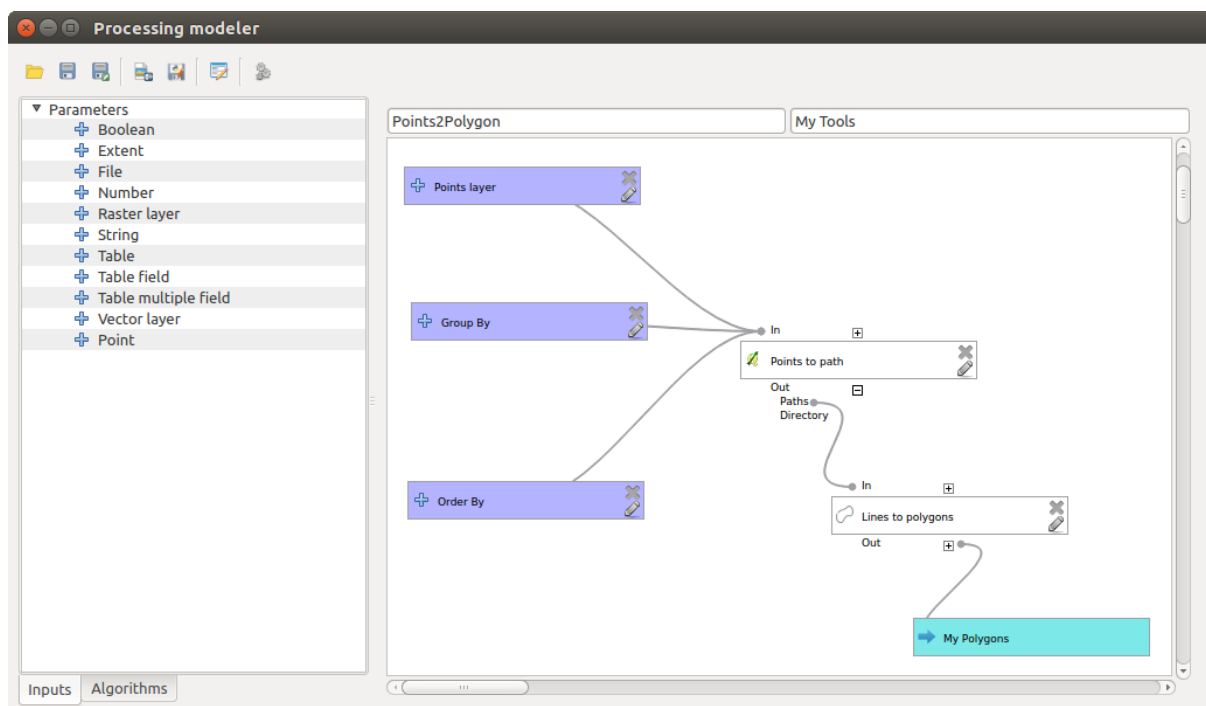 Processing modeler
Parameters
Boolean
Extent
File
Number
Raster layer
String
Table
Table field
Table multiple field
Vector layer
Point
Inputs
Algorithms
Points2Polygon
My Tools
Points layer
Group By
Order By
In
Points to path
Out
Paths
Directory
In
Lines to polygons
Out
My Polygons